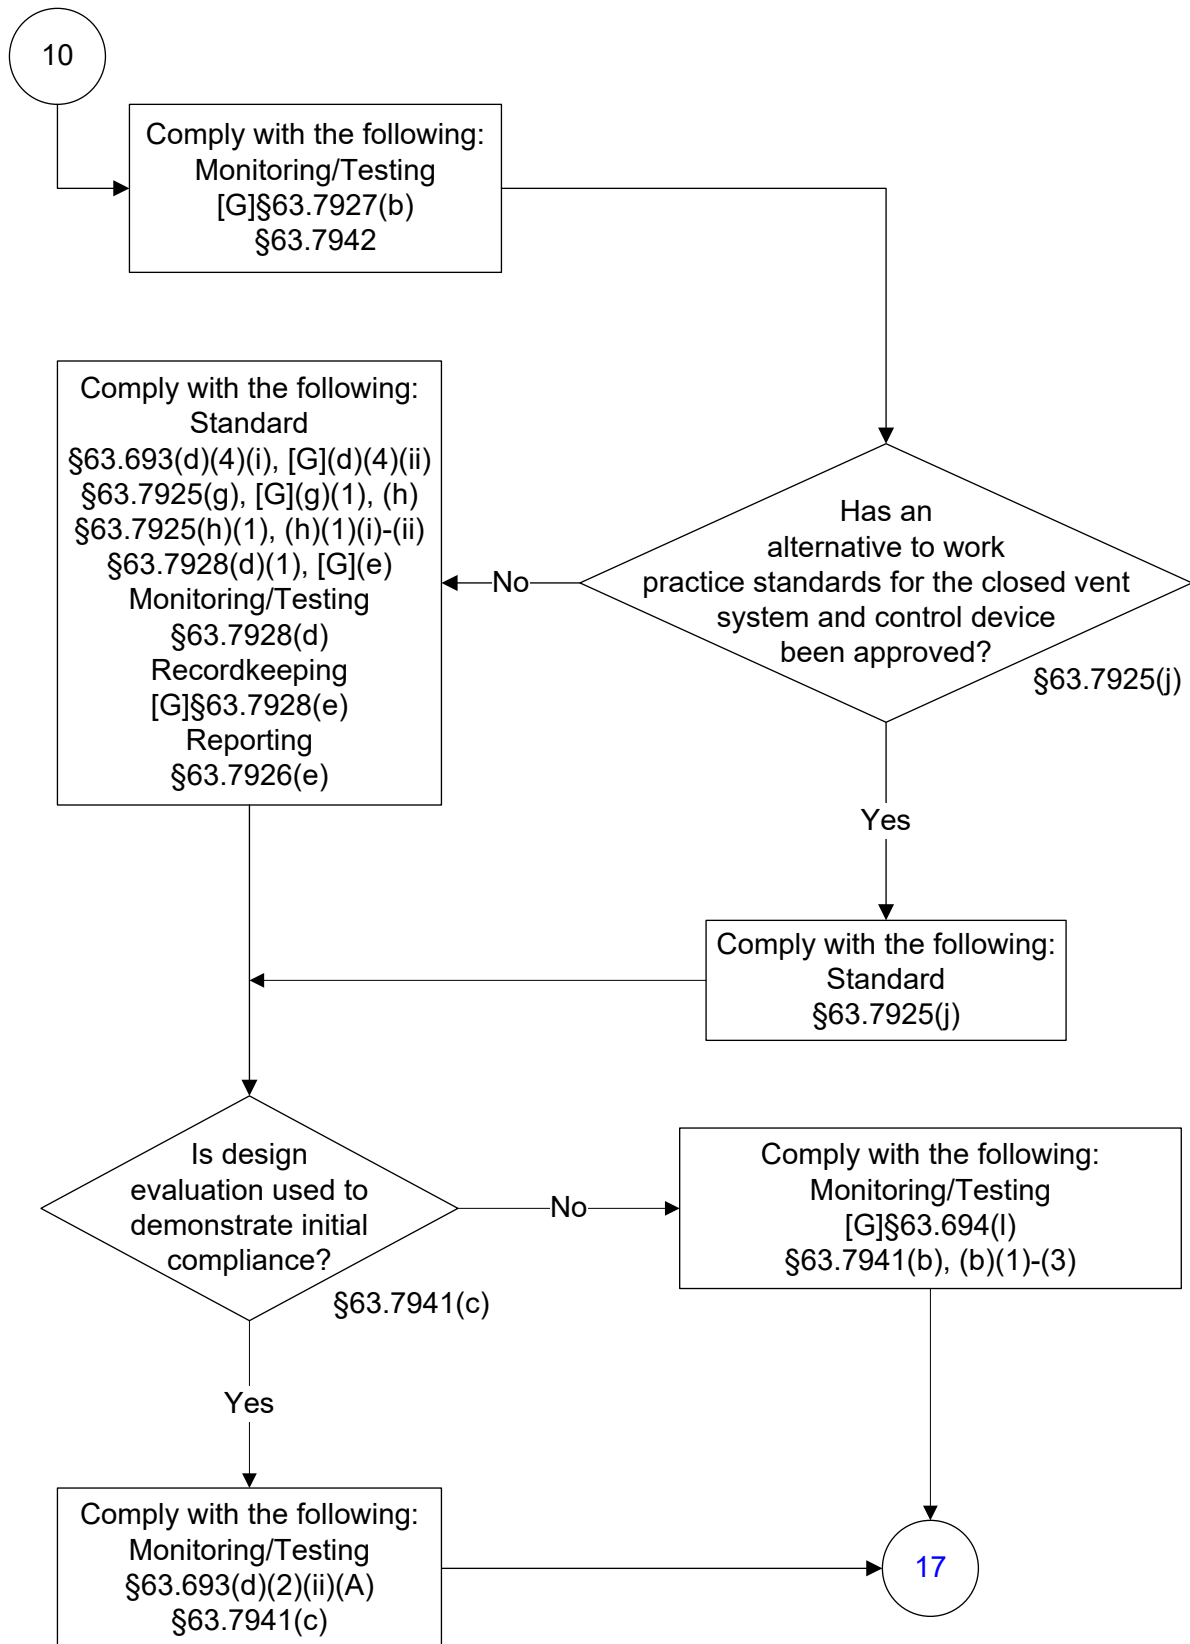 10
Comply with the following:
Monitoring/Testing
[G]§63.7927(b)
§63.7942
Comply with the following:
Standard
§63.693(d)(4)(i), [G](d)(4)(ii)
§63.7925(g), [G](g)(1), (h)
§63.7925(h)(1), (h)(1)(i)-(ii)
§63.7928(d)(1), [G](e)
Monitoring/Testing
§63.7928(d)
Recordkeeping
[G]§63.7928(e)
Reporting
§63.7926(e)
No
Has an
alternative to work
practice standards for the closed vent
system and control device
been approved?
§63.7925(j)
Yes
Comply with the following:
Standard
§63.7925(j)
Is design
evaluation used to
demonstrate initial
compliance?
§63.7941(c)
No
Comply with the following:
Monitoring/Testing
[G]§63.694(l)
§63.7941(b), (b)(1)-(3)
Yes
Comply with the following:
Monitoring/Testing
§63.693(d)(2)(ii)(A)
§63.7941(c)
17